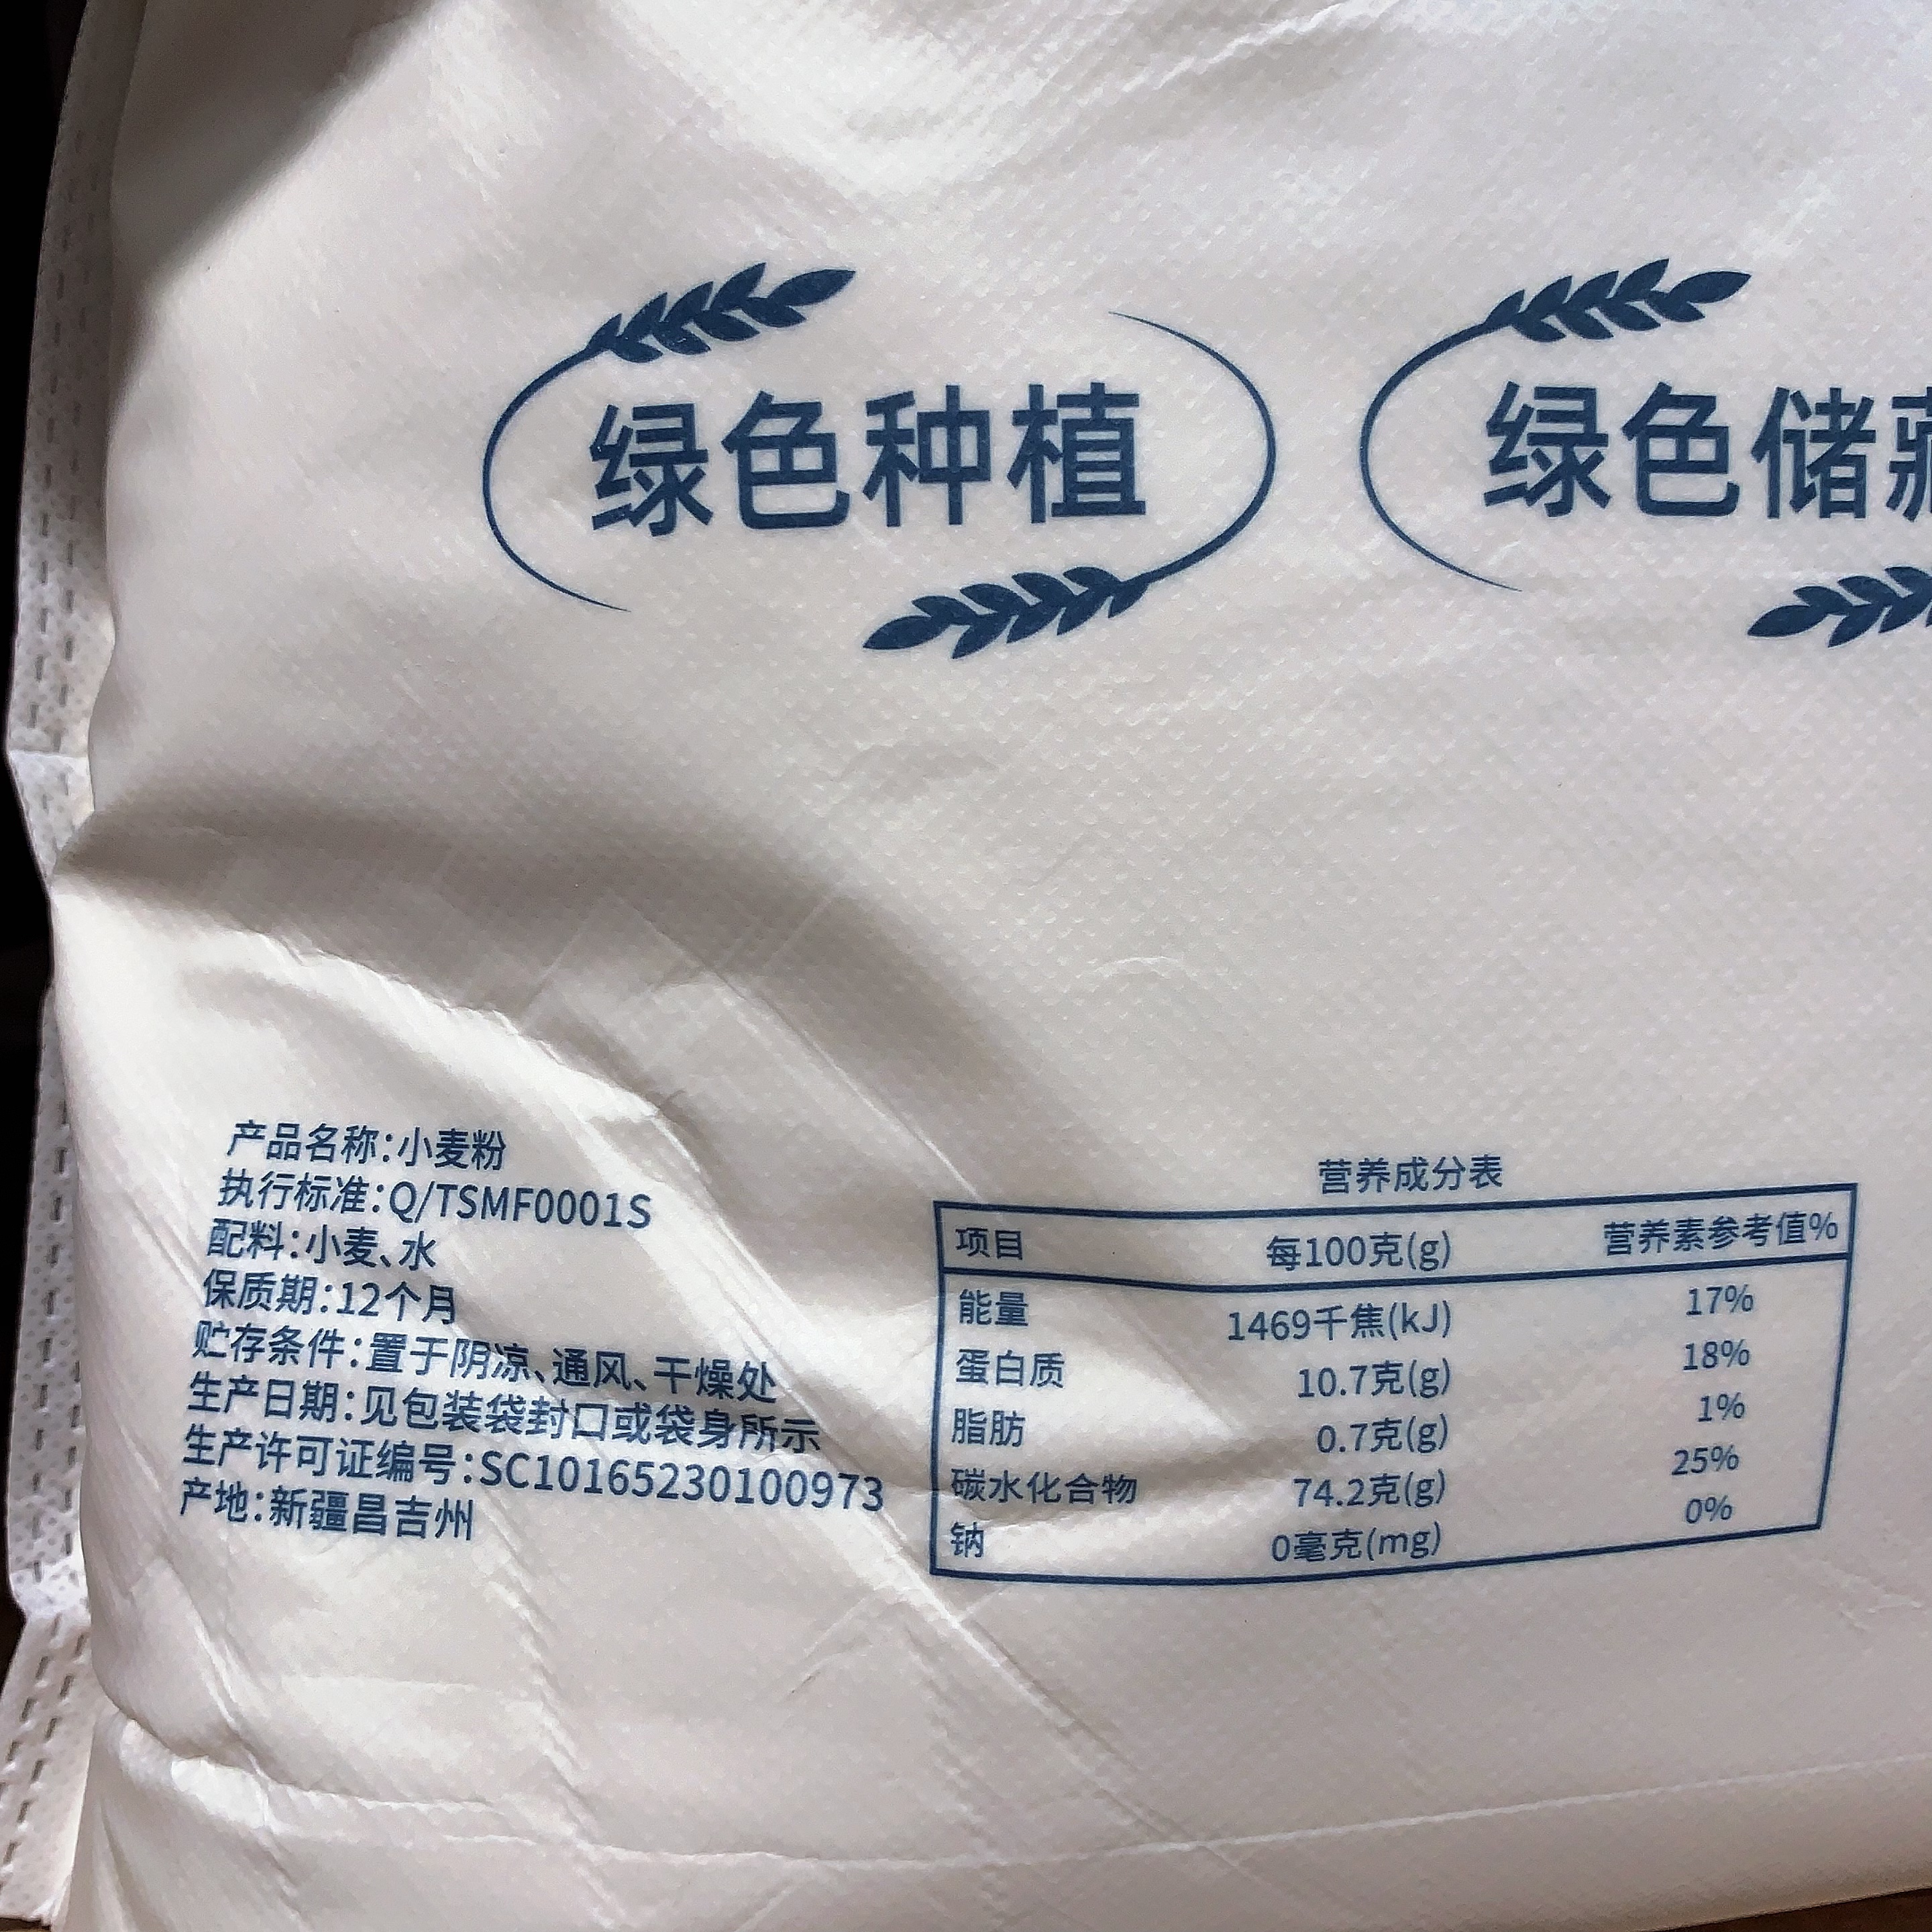 绿色种植
绿色储藏
产品名称:小麦粉
执行标准:Q/TSMF0001S
配料:小麦、水
保质期:12个月
贮存条件:置于阴凉、通风、干燥处
生产日期:见包装袋封口或袋身所示
生产许可证编号:SC10165230100973
产地:新疆昌吉州
营养成分表
项目 每100克(g) 营养素参考值%
能量 1469千焦(kJ) 17%
蛋白质 10.7克(g) 18%
脂肪 0.7克(g) 1%
碳水化合物 74.2克(g) 25%
钠 0毫克(mg) 0%